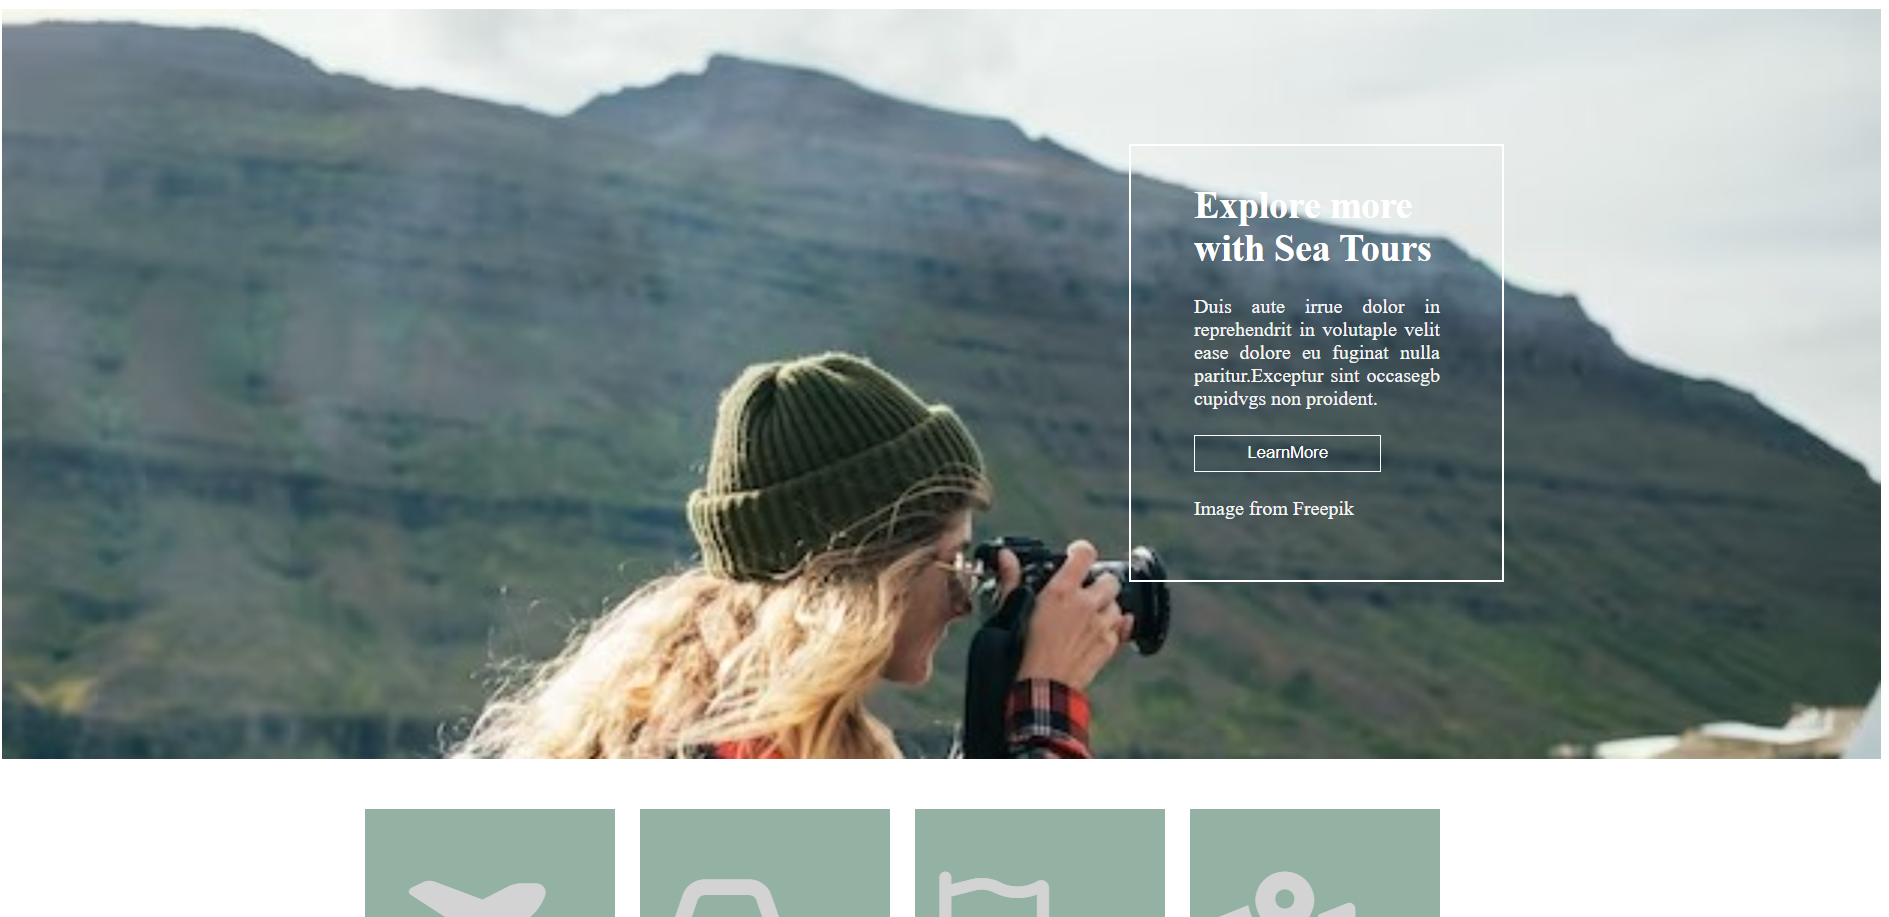 Explore more
with Sea Tours
Duis aute irrue dolor in
reprehendrit in volutaple velit
ease dolore eu fuginat nulla
paritur.Exceptur sint occasegb
cupidvgs non proident.
LearnMore
Image from Freepik